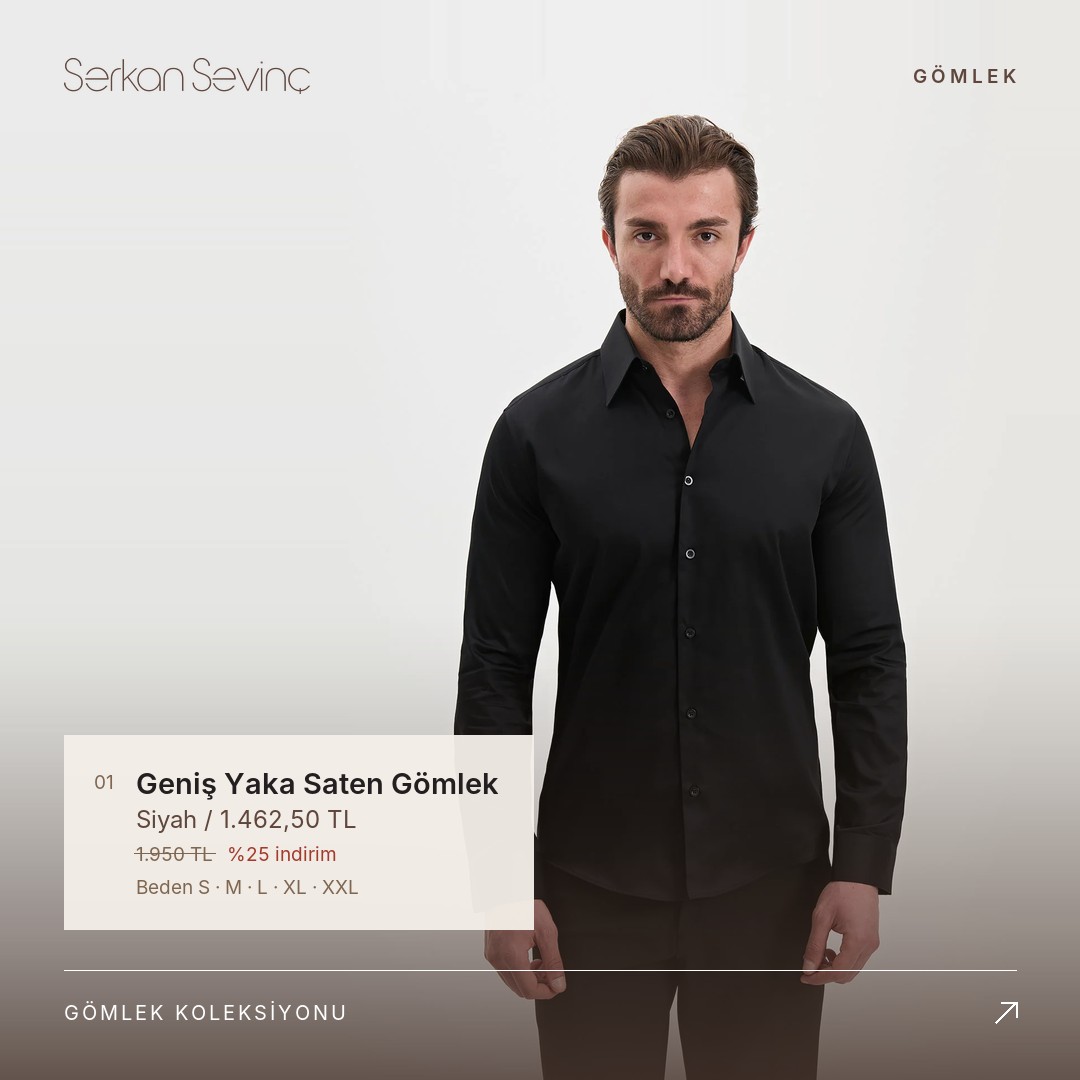 Serkan Sevinç
GÖMLEK
01 Geniş Yaka Saten Gömlek
Siyah / 1.462,50 TL
1.950 TL %25 indirim
Beden S · M · L · XL · XXL
GÖMLEK KOLEKSİYONU